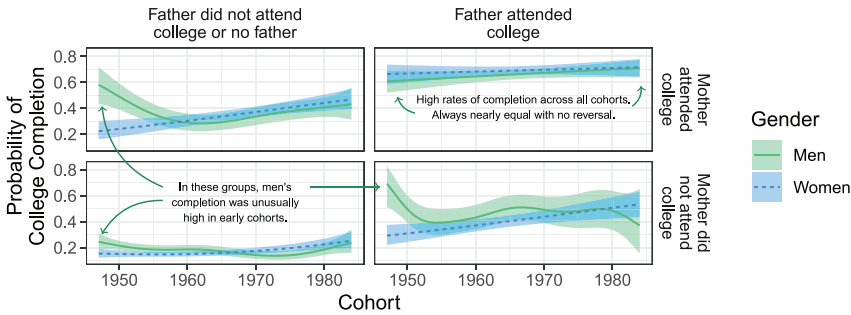 Father did not attend
college or no father
Father attended
college
Probability of
College Completion
0.8
0.6
0.4
0.2
High rates of completion across all cohorts.
Always nearly equal with no reversal.
Mother
attended
college
0.8
0.6
0.4
0.2
In these groups, men's
completion was unusually
high in early cohorts.
Mother did
not attend
college
1950
1960
1970
1980
1950
1960
1970
1980
Cohort
Gender
Men
Women